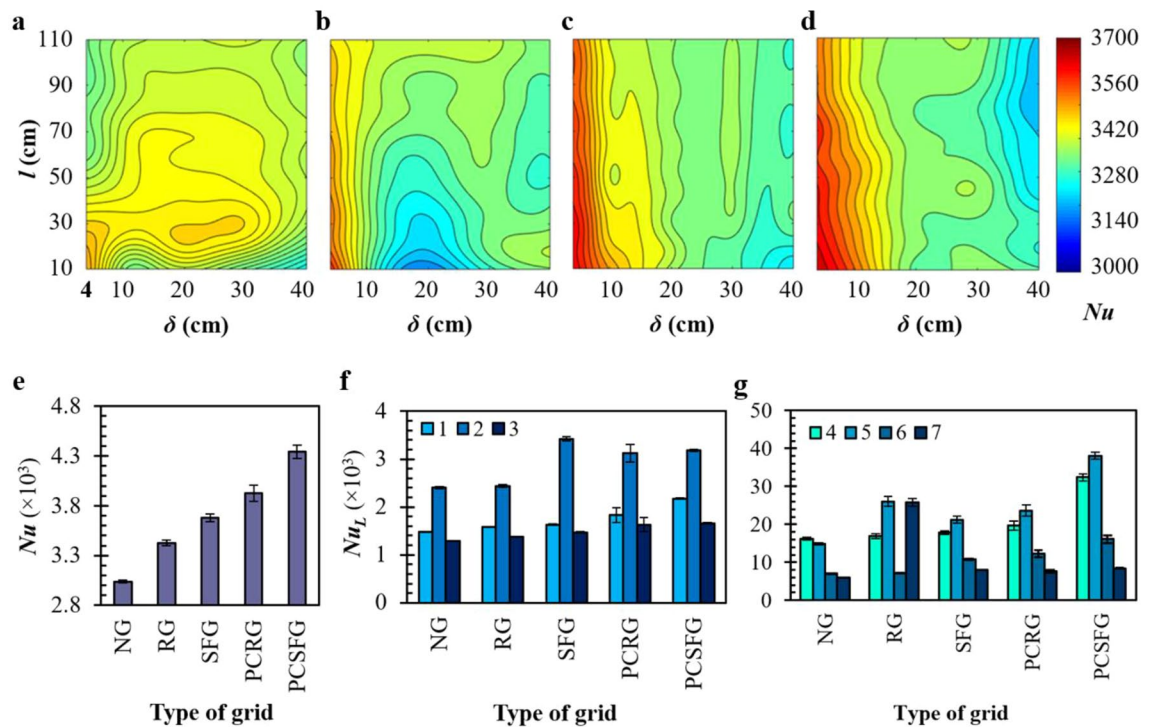 a b c d
110 90 70 50 30 10
l (cm)
4 10 20 30 40
δ (cm)
10 20 30 40
δ (cm)
10 20 30 40
δ (cm)
10 20 30 40
δ (cm)
3700
3560
3420
3280
3140
3000
Nu
e
4.8
4.3
3.8
3.3
2.8
Nu (×10³)
NG RG SFG PCRG PCSFG
Type of grid
f
4
3
2
1
0
Nu_L (×10³)
1 2 3
NG RG SFG PCRG PCSFG
Type of grid
g
50
40
30
20
10
0
4 5 6 7
NG RG SFG PCRG PCSFG
Type of grid